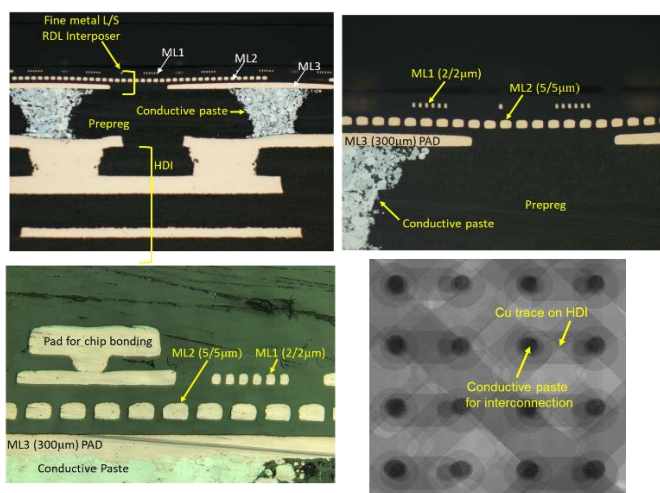 Fine metal L/S
RDL Interposer
ML1
ML2
ML3
Conductive paste
Prepreg
HDI
ML1 (2/2µm)
ML2 (5/5µm)
ML3 (300µm) PAD
Prepreg
Conductive paste
Pad for chip bonding
ML2 (5/5µm)
ML1 (2/2µm)
ML3 (300µm) PAD
Conductive Paste
Cu trace on HDI
Conductive paste
for interconnection